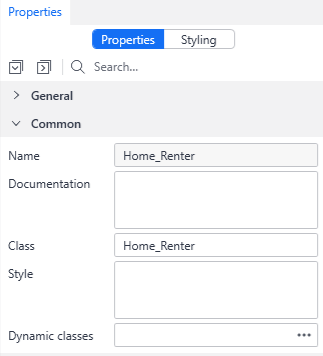 Properties
Properties Styling
Search...
General
Common
Name Home_Renter
Documentation
Class Home_Renter
Style
Dynamic classes ...